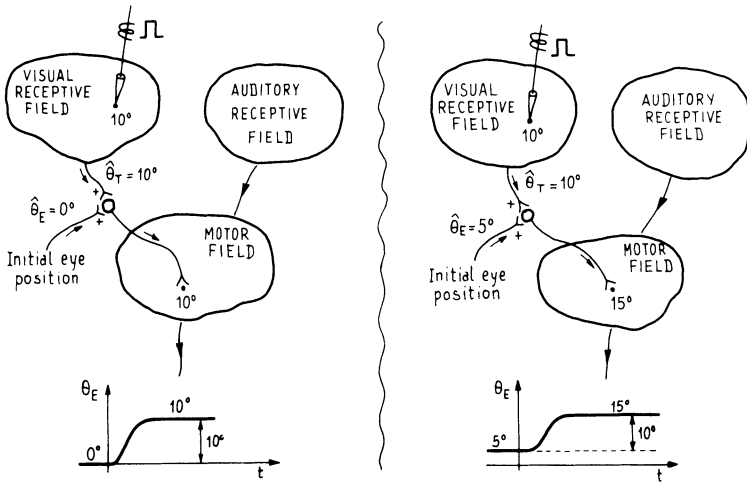 VISUAL
RECEPTIVE
FIELD
10°
AUDITORY
RECEPTIVE
FIELD
θ̂T = 10°
+
θ̂E = 0°
+
Initial eye
position
MOTOR
FIELD
10°
θE
10°
0°
10°
t
VISUAL
RECEPTIVE
FIELD
10°
AUDITORY
RECEPTIVE
FIELD
θ̂T = 10°
+
θ̂E = 5°
+
Initial eye
position
MOTOR
FIELD
15°
θE
15°
5°
10°
t